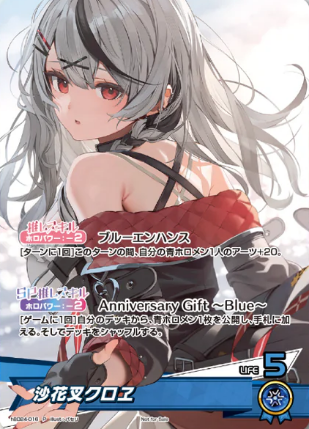 推しスキル
ホロパワー：－2
ブルーエンハンス
[ターンに1回]このターンの間、自分の青ホロメン1人のアーツ+20。
SP推しスキル
ホロパワー：－2
Anniversary Gift ～Blue～
[ゲームに1回]自分のデッキから、青ホロメン1枚を公開し、手札に加
える。そしてデッキをシャッフルする。
LIFE 5
沙花叉クロヱ
Not for Sale